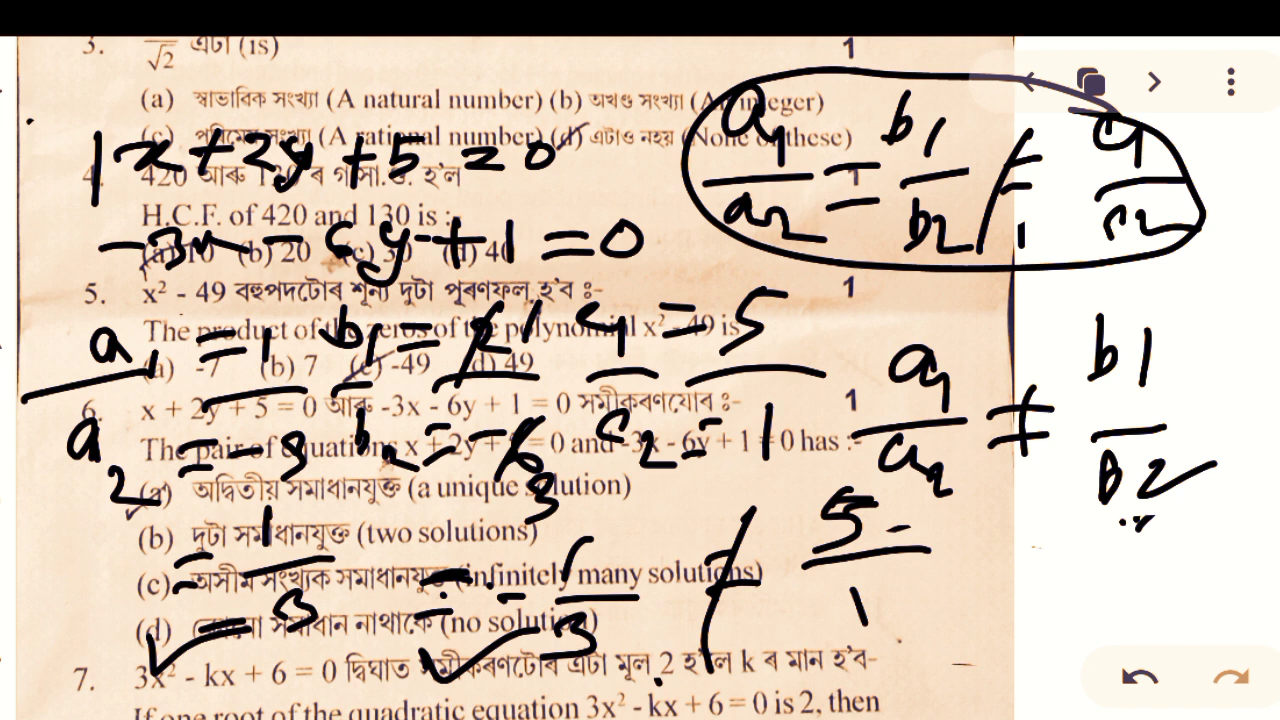 3. √2 এটা (is) 1
(a) স্বাভাবিক সংখ্যা (A natural number) (b) অখণ্ড সংখ্যা (An integer)
(c) পৰিমেয় সংখ্যা (A rational number) (d) এটাও নহয় (None of these)
1x + 2y + 5 = 0
a1/a2 = b1/b2 ≠ c1/c2
4. 420 আৰু 130 ৰ গ.সা.উ. হ'ল 1
H.C.F. of 420 and 130 is :
-3x - 6y + 1 = 0
(a) 10 (b) 20 (c) 30 (d) 40
5. x² - 49 বহুপদটোৰ শূন্য দুটা পূৰণফল হ'ব ঃ- 1
The product of the zeros of the polynomial x² - 49 is
a1 = 1 b1 = 2 1 c1 = 5
(a) -7 (b) 7 (c) -49 (d) 49
a1/a2 ≠ b1/b2
6. x + 2y + 5 = 0 আৰু -3x - 6y + 1 = 0 সমীকৰণযোৰ ঃ- 1
The pair of equations x + 2y + 5 = 0 and -3x - 6y + 1 = 0 has :-
a2 = -3 b2 = -6 3 c2 = 1
(a) অদ্বিতীয় সমাধানযুক্ত (a unique solution)
(b) দুটা সমাধানযুক্ত (two solutions)
(c) অসীম সংখ্যক সমাধানযুক্ত (infinitely many solutions)
(d) কোনো সমাধান নাথাকে (no solution)
7. 3x² - kx + 6 = 0 দ্বিঘাত সমীকৰণটোৰ এটা মূল 2 হ'লে k ৰ মান হ'ব-
If one root of the quadratic equation 3x² - kx + 6 = 0 is 2, then